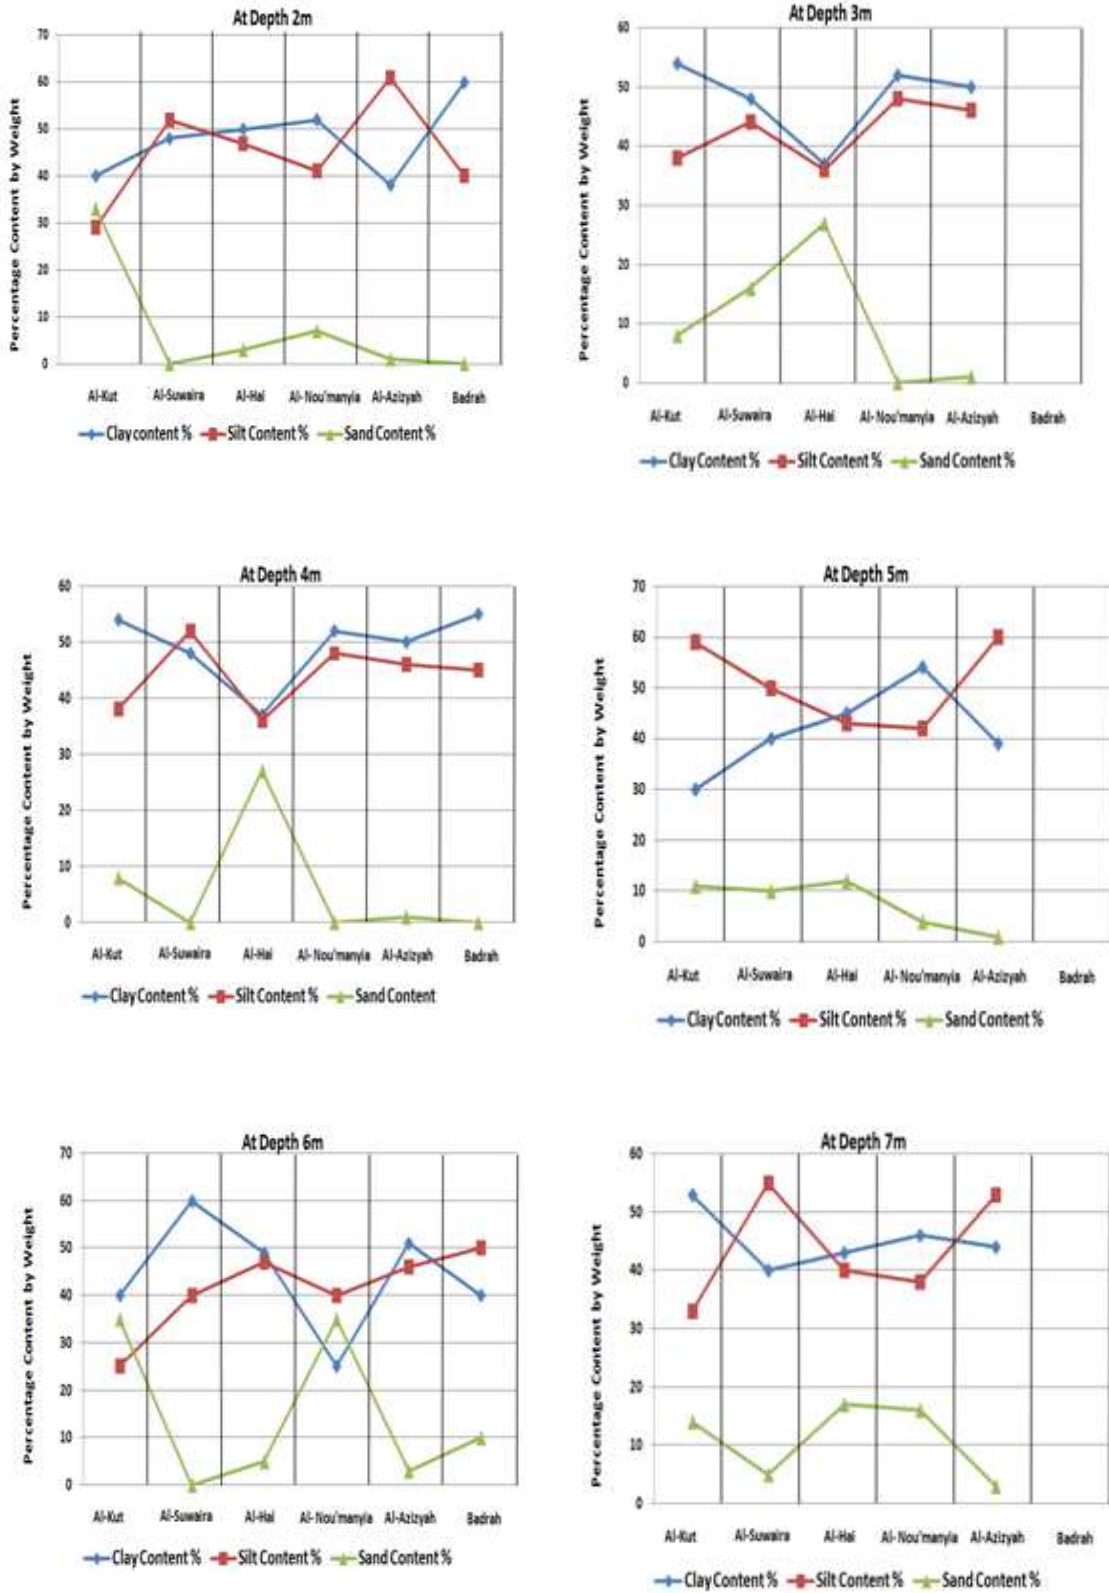 At Depth 2m
Percentage Content by Weight
70
60
50
40
30
20
10
0
Al-Kut Al-Suwaira Al-Hai Al- Nou'manyia Al-Azizyah Badrah
Clay content % Silt Content % Sand Content %
At Depth 3m
Percentage Content by Weight
60
50
40
30
20
10
0
Al-Kut Al-Suwaira Al-Hai Al- Nou'manyia Al-Azizyah Badrah
Clay Content % Silt Content % Sand Content %
At Depth 4m
Percentage Content by Weight
60
50
40
30
20
10
0
Al-Kut Al-Suwaira Al-Hai Al- Nou'manyia Al-Azizyah Badrah
Clay Content % Silt Content % Sand Content
At Depth 5m
Percentage Content by Weight
70
60
50
40
30
20
10
0
Al-Kut Al-Suwaira Al-Hai Al- Nou'manyia Al-Azizyah Badrah
Clay Content % Silt Content % Sand Content %
At Depth 6m
Percentage Content by Weight
70
60
50
40
30
20
10
0
Al-Kut Al-Suwaira Al-Hai Al- Nou'manyia Al-Azizyah Badrah
Clay Content % Silt Content % Sand Content %
At Depth 7m
Percentage Content by Weight
60
50
40
30
20
10
0
Al-Kut Al-Suwaira Al-Hai Al- Nou'manyia Al-Azizyah Badrah
Clay Content % Silt Content % Sand Content %